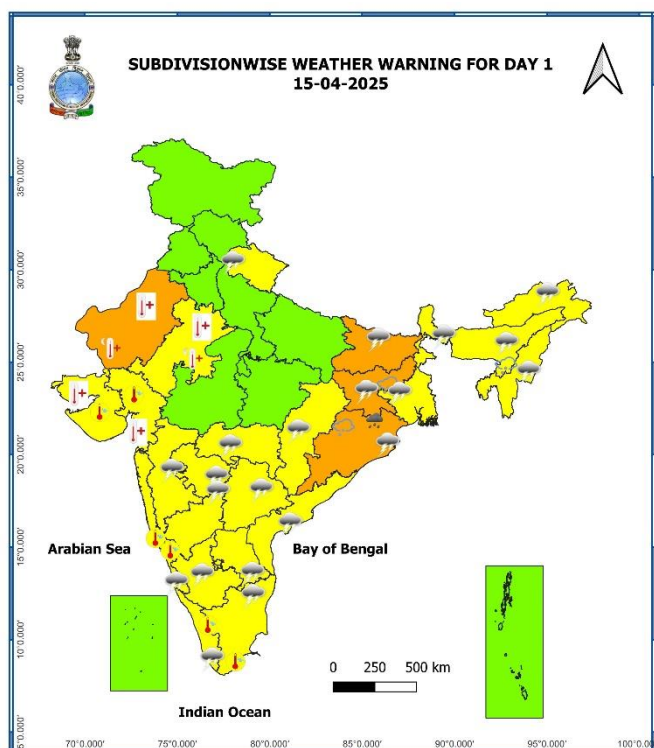 SUBDIVISIONWISE WEATHER WARNING FOR DAY 1
15-04-2025
40°0.000'
35°0.000'
30°0.000'
25°0.000'
20°0.000'
15°0.000'
10°0.000'
5°0.000'
Arabian Sea
Bay of Bengal
0 250 500 km
Indian Ocean
70°0.000' 75°0.000' 80°0.000' 85°0.000' 90°0.000' 95°0.000' 100°0.000'